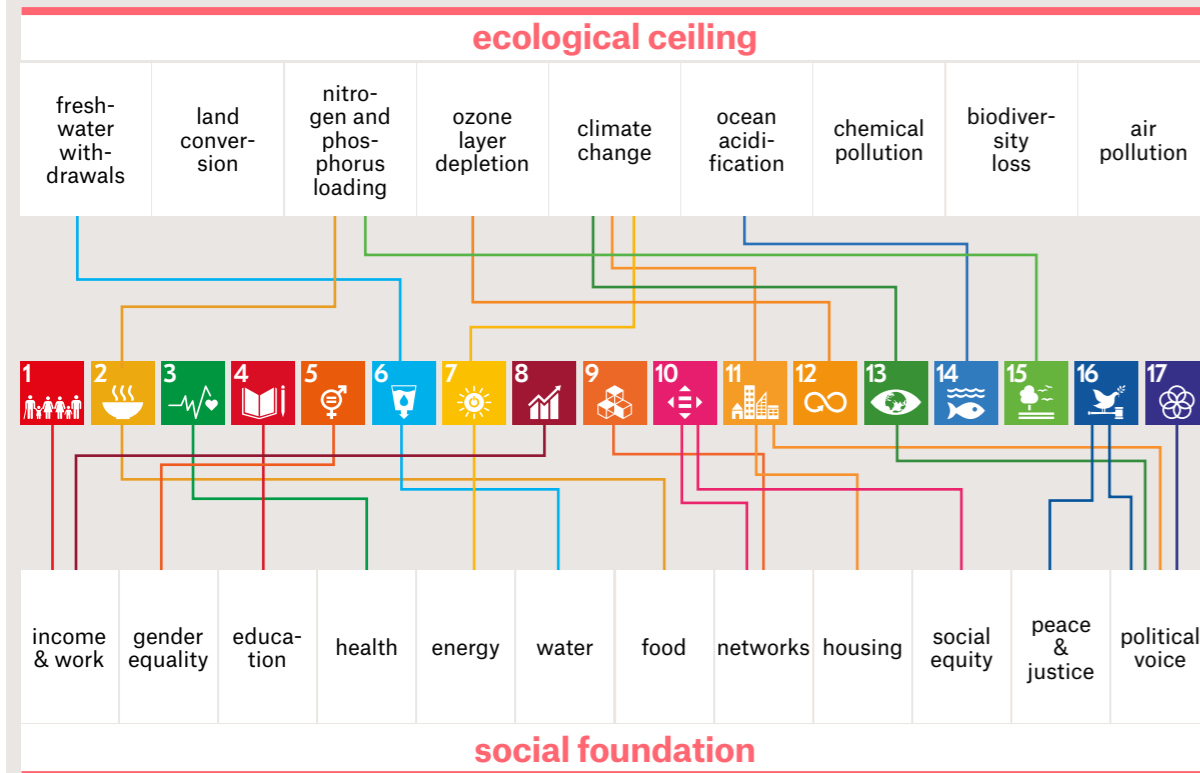 ecological ceiling
fresh-
water
with-
drawals
land
conver-
sion
nitro-
gen and
phos-
phorus
loading
ozone
layer
depletion
climate
change
ocean
acidi-
fication
chemical
pollution
biodiver-
sity
loss
air
pollution
1
2
3
4
5
6
7
8
9
10
11
12
13
14
15
16
17
income
& work
gender
equality
educa-
tion
health
energy
water
food
networks
housing
social
equity
peace
&
justice
political
voice
social foundation